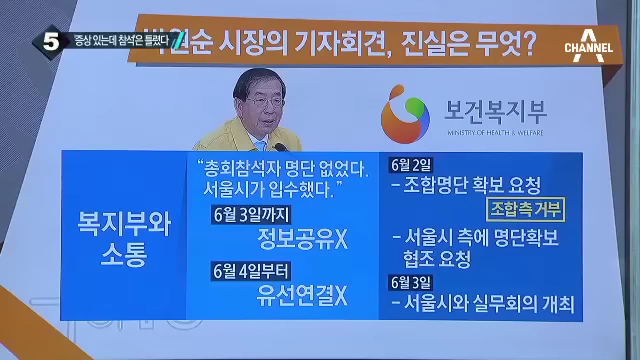 5 '증상 있는데 참석'은 틀렸다
박원순 시장의 기자회견, 진실은 무엇?
CHANNEL A
보건복지부
MINISTRY OF HEALTH & WELFARE
복지부와
소통
"총회참석자 명단 없었다.
서울시가 입수했다."
6월 3일까지
정보공유X
6월 4일부터
유선연결X
6월 2일
- 조합명단 확보 요청
조합측 거부
- 서울시 측에 명단확보
협조 요청
6월 3일
- 서울시와 실무회의 개최